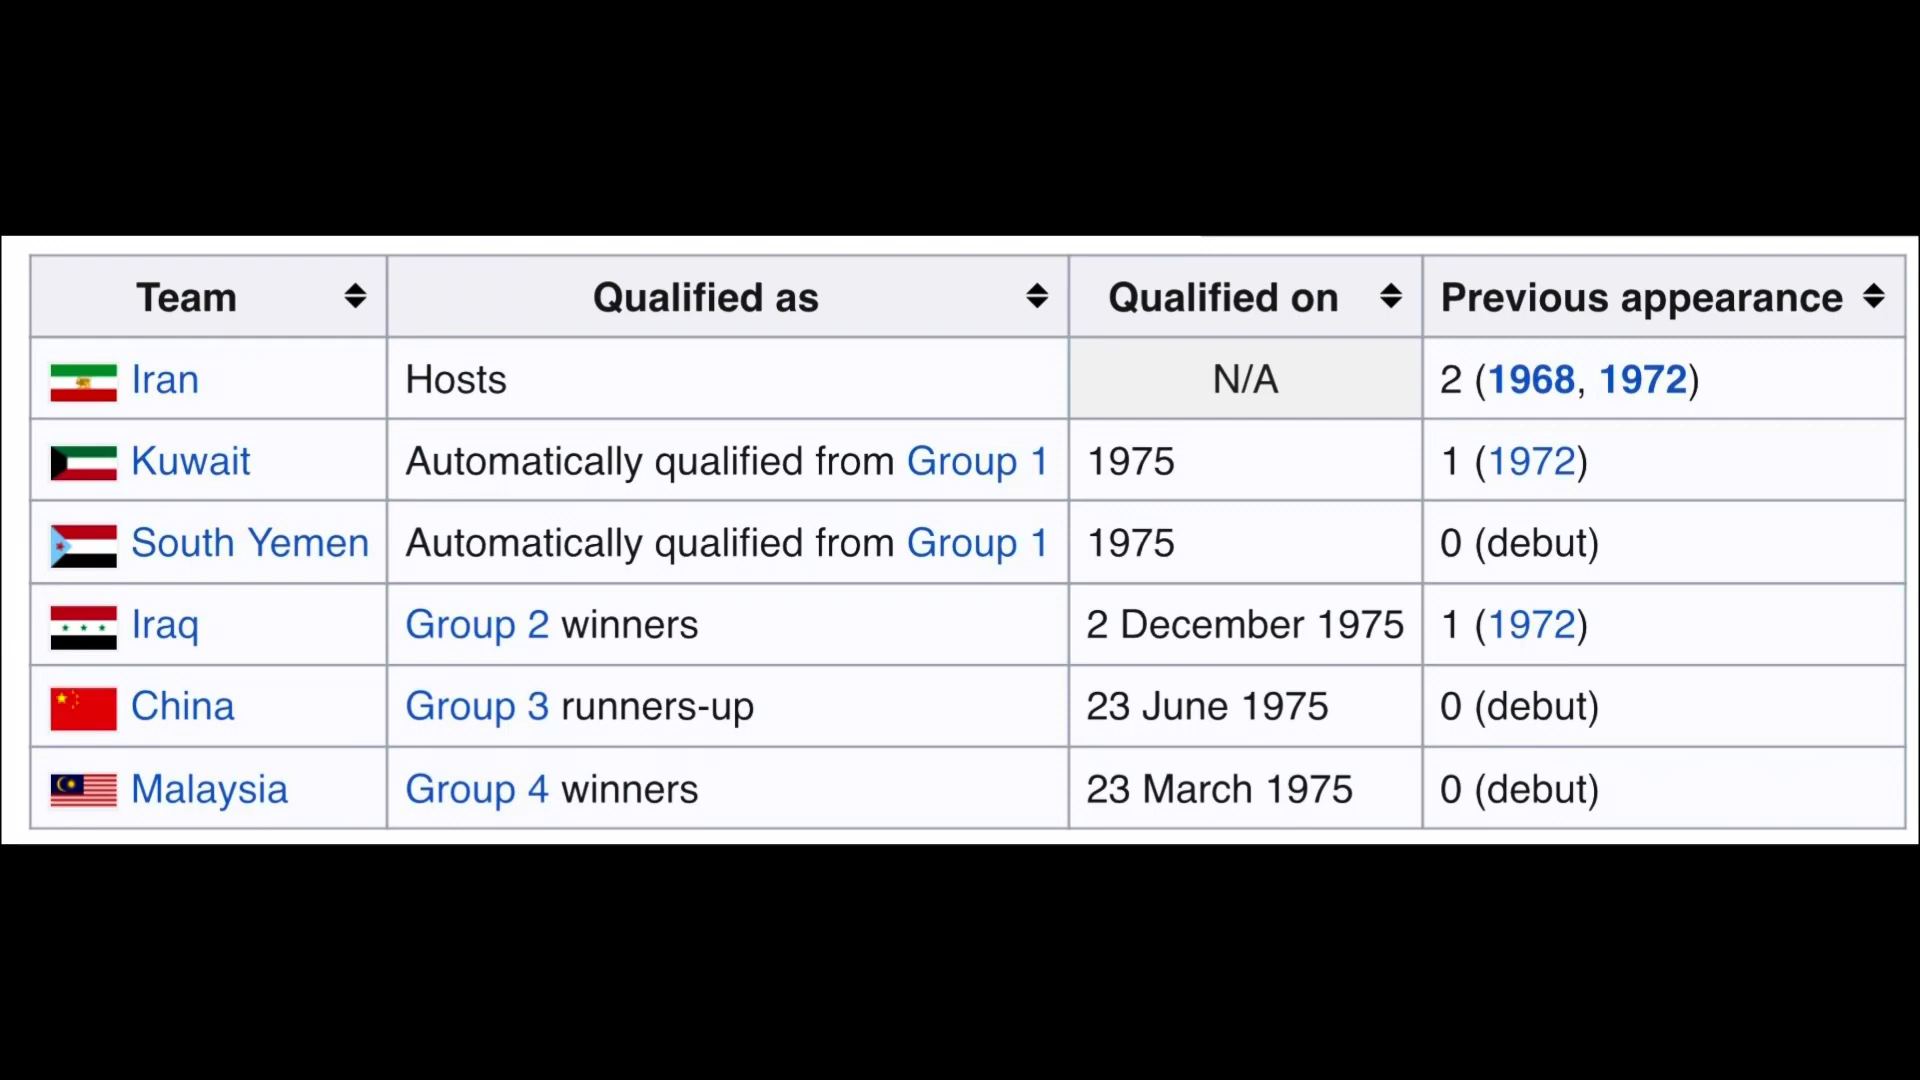 Team Qualified as Qualified on Previous appearance
Iran Hosts N/A 2 (1968, 1972)
Kuwait Automatically qualified from Group 1 1975 1 (1972)
South Yemen Automatically qualified from Group 1 1975 0 (debut)
Iraq Group 2 winners 2 December 1975 1 (1972)
China Group 3 runners-up 23 June 1975 0 (debut)
Malaysia Group 4 winners 23 March 1975 0 (debut)